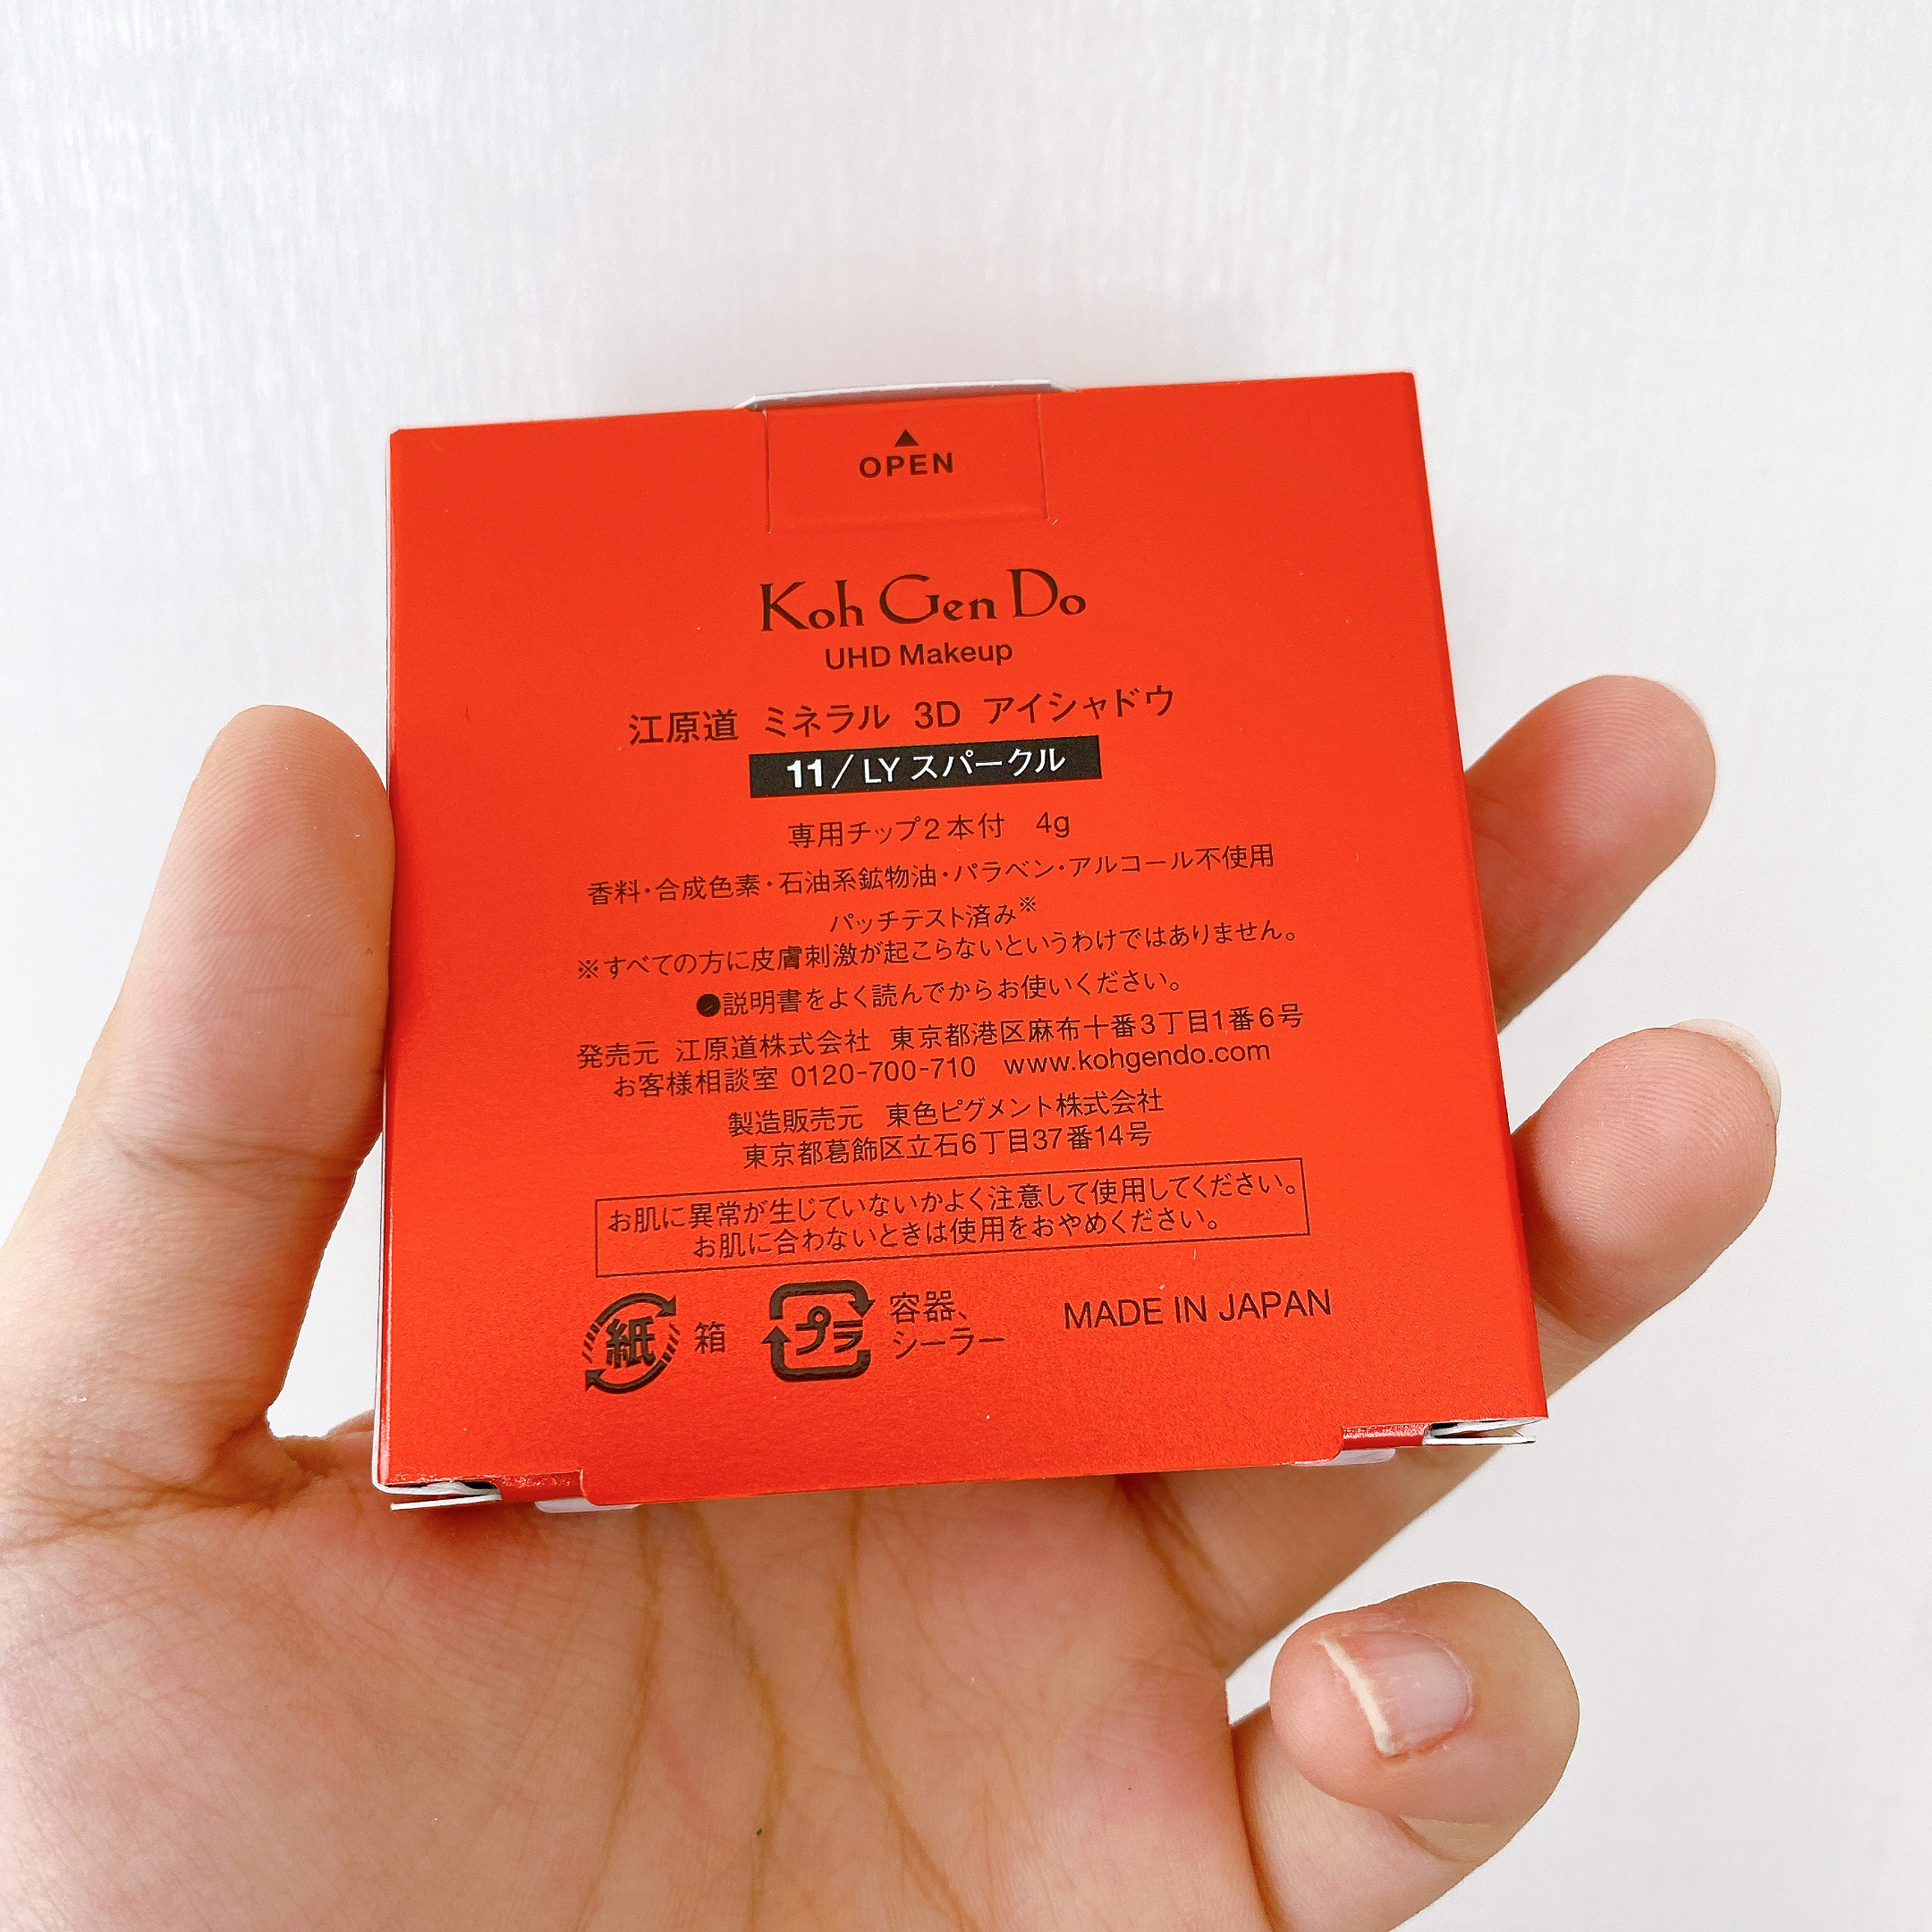 ▲
OPEN
Koh Gen Do
UHD Makeup
江原道 ミネラル 3D アイシャドウ
11/LY スパークル
専用チップ2本付 4g
香料・合成色素・石油系鉱物油・パラベン・アルコール不使用
パッチテスト済み※
※すべての方に皮膚刺激が起こらないというわけではありません。
●説明書をよく読んでからお使いください。
発売元 江原道株式会社 東京都港区麻布十番3丁目1番6号
お客様相談室 0120-700-710 www.kohgendo.com
製造販売元 東色ピグメント株式会社
東京都葛飾区立石6丁目37番14号
お肌に異常が生じていないかよく注意して使用してください。
お肌に合わないときは使用をおやめください。
紙 箱
プラ 容器、
シーラー
MADE IN JAPAN